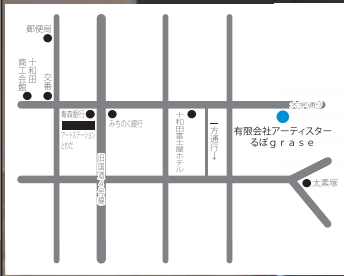 郵便局
十和田
商工会館
交番
青森銀行
アートステーション
とわだ
みちのく銀行
十和田富士屋ホテル
一方通行→
旧国道4号線
有限会社アーティスター
るぽｇｒａｓｅ
太素塚